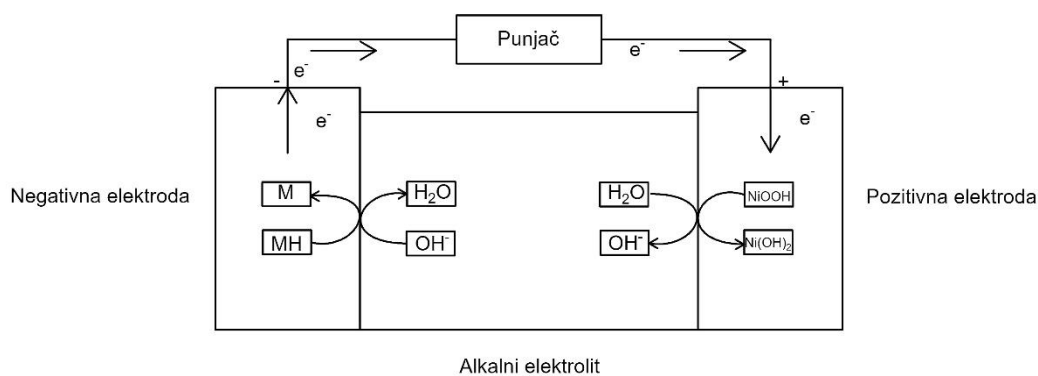 Punjač
e-
e-
-
+
e-
e-
Negativna elektroda
M
H2O
H2O
NiOOH
Pozitivna elektroda
MH
OH-
OH-
Ni(OH)2
Alkalni elektrolit